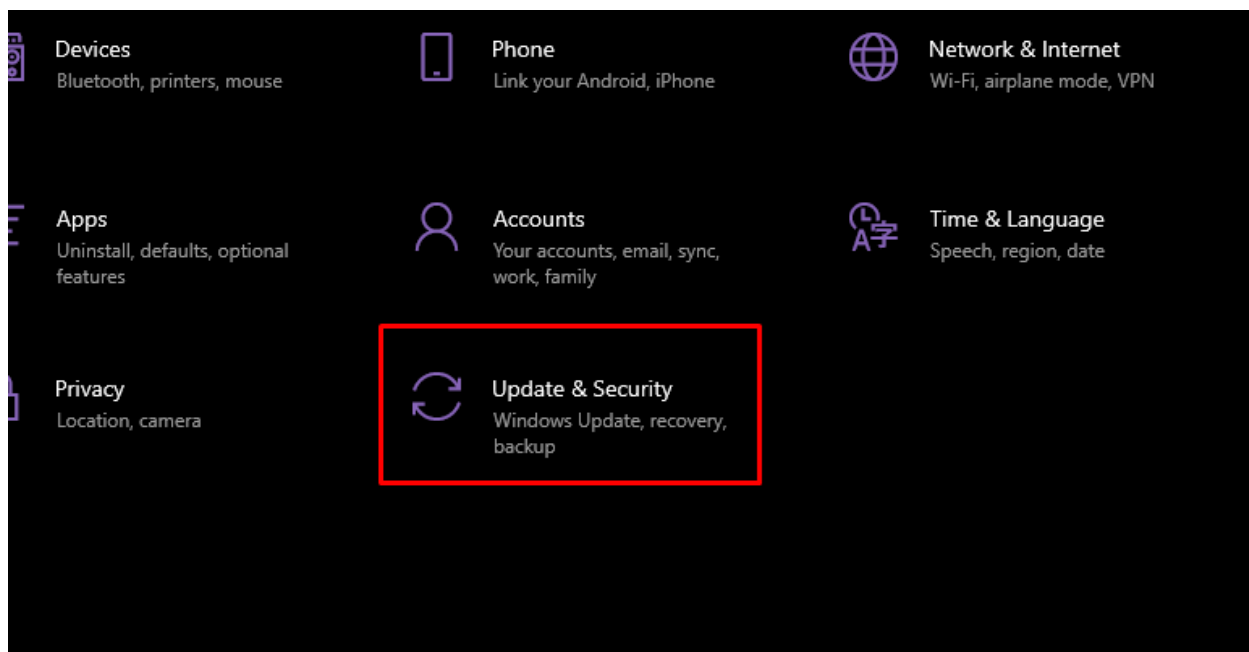 Devices
Bluetooth, printers, mouse
Phone
Link your Android, iPhone
Network & Internet
Wi-Fi, airplane mode, VPN
Apps
Uninstall, defaults, optional
features
Accounts
Your accounts, email, sync,
work, family
Time & Language
Speech, region, date
Privacy
Location, camera
Update & Security
Windows Update, recovery,
backup